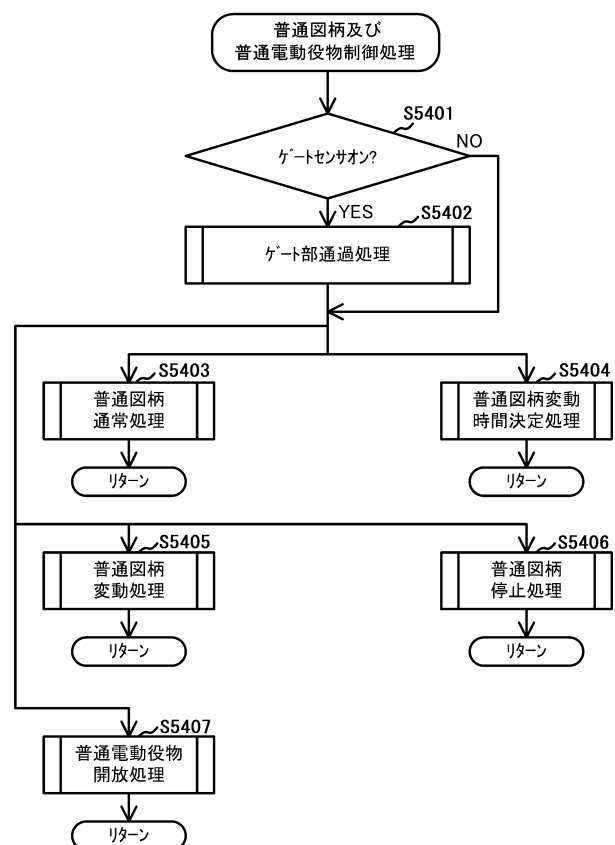 普通図柄及び
普通電動役物制御処理
S5401
ｹﾞｰﾄｾﾝｻｵﾝ?
NO
YES
S5402
ｹﾞｰﾄ部通過処理
S5403
普通図柄
通常処理
ﾘﾀｰﾝ
S5404
普通図柄変動
時間決定処理
ﾘﾀｰﾝ
S5405
普通図柄
変動処理
ﾘﾀｰﾝ
S5406
普通図柄
停止処理
ﾘﾀｰﾝ
S5407
普通電動役物
開放処理
ﾘﾀｰﾝ